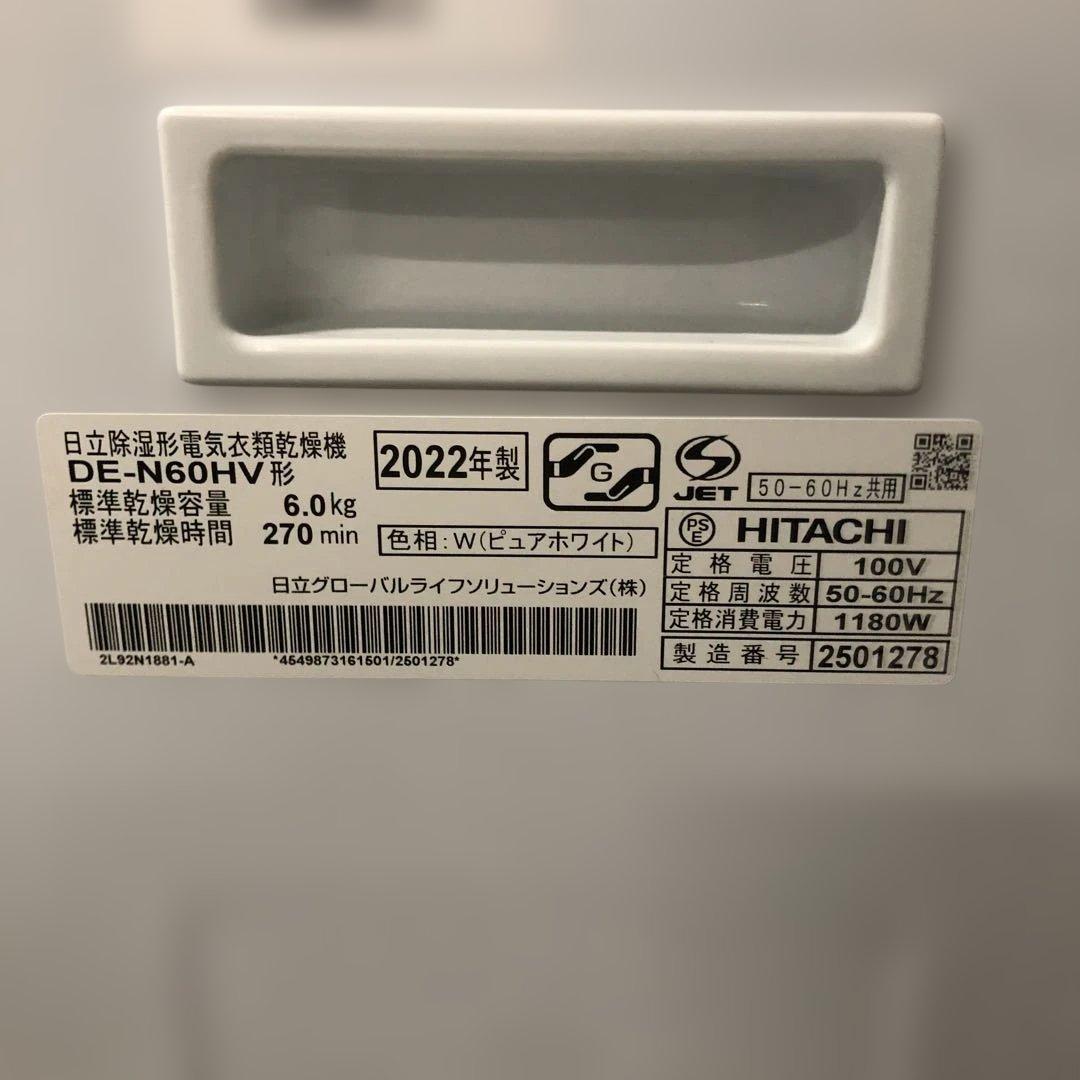 日立除湿形電気衣類乾燥機
DE-N60HV形
標準乾燥容量 6.0kg
標準乾燥時間 270 min
2022年製
G
JET
50-60Hz共用
色相:W(ピュアホワイト)
日立グローバルライフソリューションズ(株)
2L92N1881-A *4549873161501/2501278*
PS E HITACHI
定格電圧 100V
定格周波数 50-60Hz
定格消費電力 1180W
製造番号 2501278